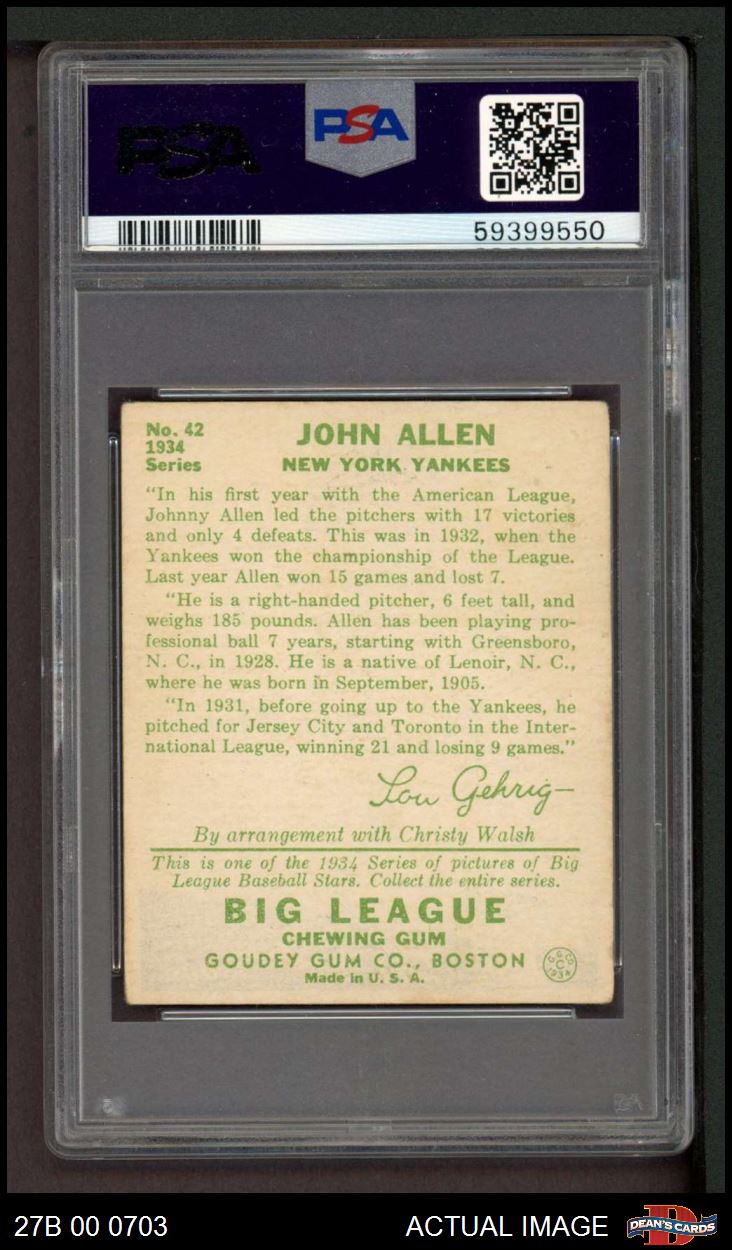 PSA
PSA
59399550
No. 42
1934
Series
JOHN ALLEN
NEW YORK YANKEES
"In his first year with the American League,
Johnny Allen led the pitchers with 17 victories
and only 4 defeats. This was in 1932, when the
Yankees won the championship of the League.
Last year Allen won 15 games and lost 7.
"He is a right-handed pitcher, 6 feet tall, and
weighs 185 pounds. Allen has been playing pro-
fessional ball 7 years, starting with Greensboro,
N. C., in 1928. He is a native of Lenoir, N. C.,
where he was born in September, 1905.
"In 1931, before going up to the Yankees, he
pitched for Jersey City and Toronto in the Inter-
national League, winning 21 and losing 9 games."
Lou Gehrig
By arrangement with Christy Walsh
This is one of the 1934 Series of pictures of Big
League Baseball Stars. Collect the entire series.
BIG LEAGUE
CHEWING GUM
GOUDEY GUM CO., BOSTON
Made in U. S. A.
G G CO
C
1934
PSA
27B 00 0703
ACTUAL IMAGE
DEAN'S CARDS